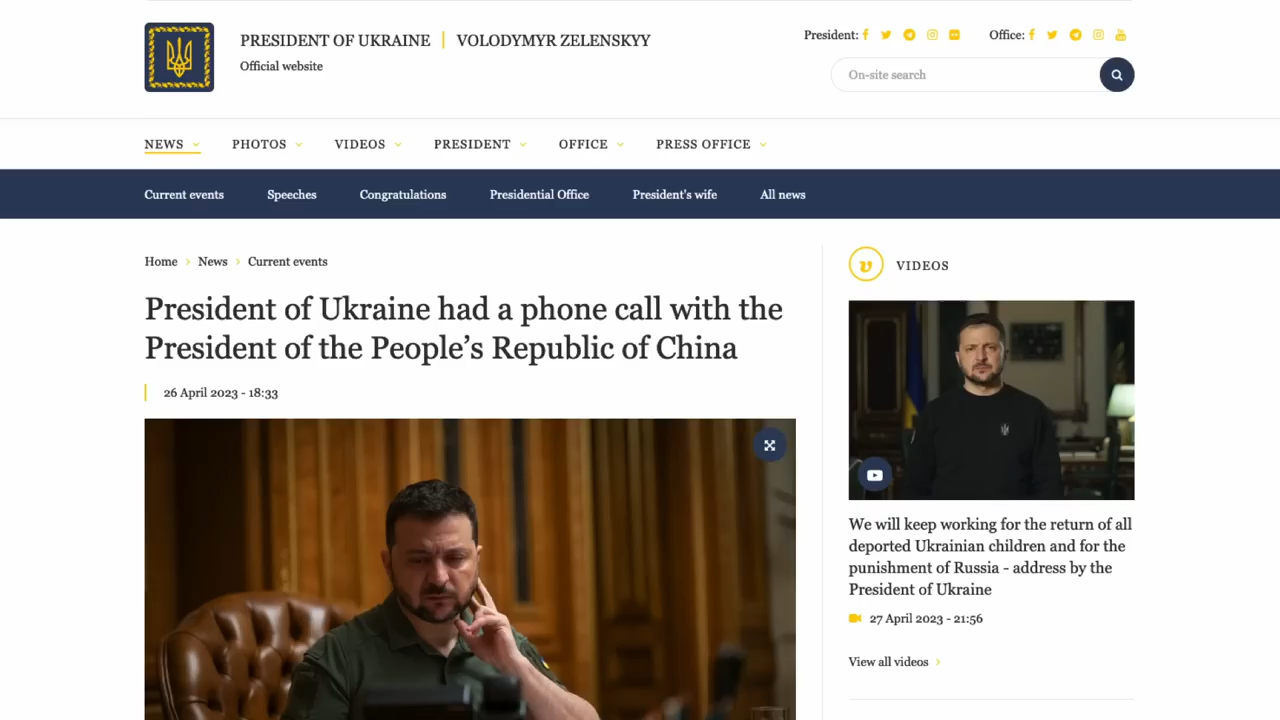 PRESIDENT OF UKRAINE | VOLODYMYR ZELENSKYY
Official website
President:
Office:
On-site search
NEWS
PHOTOS
VIDEOS
PRESIDENT
OFFICE
PRESS OFFICE
Current events
Speeches
Congratulations
Presidential Office
President's wife
All news
Home > News > Current events
President of Ukraine had a phone call with the
President of the People’s Republic of China
26 April 2023 - 18:33
VIDEOS
We will keep working for the return of all
deported Ukrainian children and for the
punishment of Russia - address by the
President of Ukraine
27 April 2023 - 21:56
View all videos >